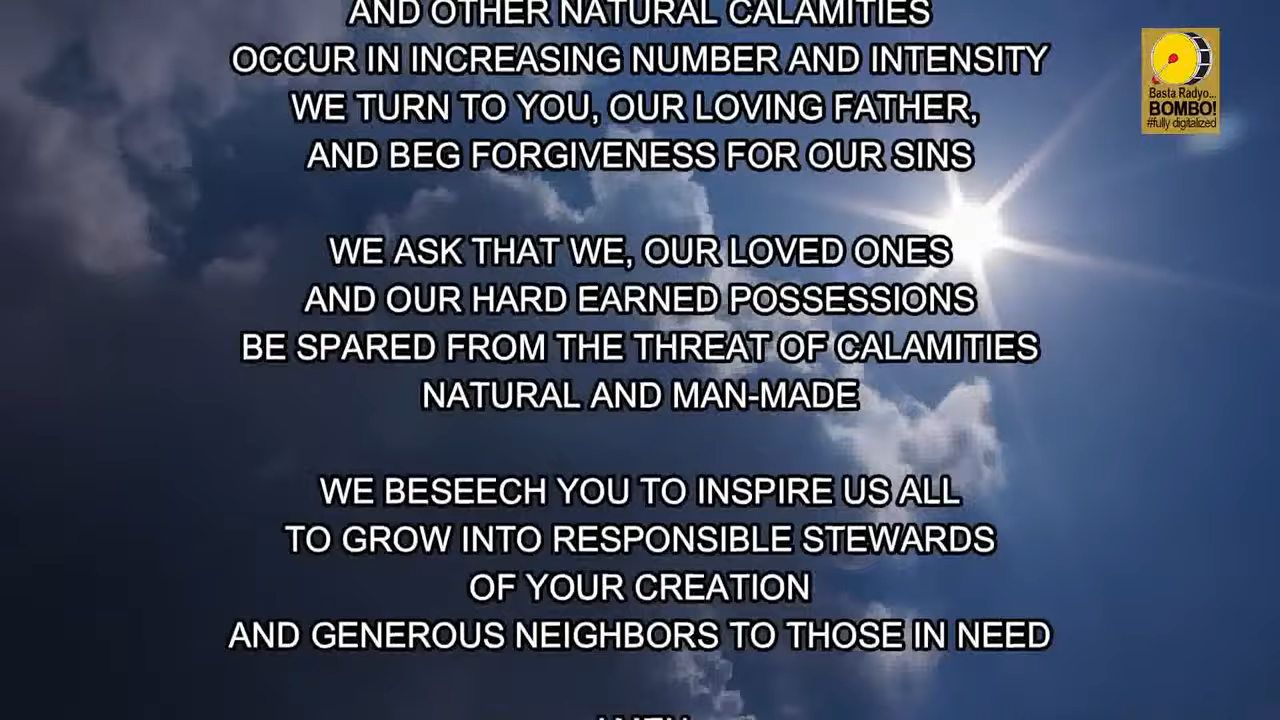 AND OTHER NATURAL CALAMITIES
OCCUR IN INCREASING NUMBER AND INTENSITY
WE TURN TO YOU, OUR LOVING FATHER,
AND BEG FORGIVENESS FOR OUR SINS
WE ASK THAT WE, OUR LOVED ONES
AND OUR HARD EARNED POSSESSIONS
BE SPARED FROM THE THREAT OF CALAMITIES
NATURAL AND MAN-MADE
WE BESEECH YOU TO INSPIRE US ALL
TO GROW INTO RESPONSIBLE STEWARDS
OF YOUR CREATION
AND GENEROUS NEIGHBORS TO THOSE IN NEED
Basta Radyo...
BOMBO!
#fully digitalized